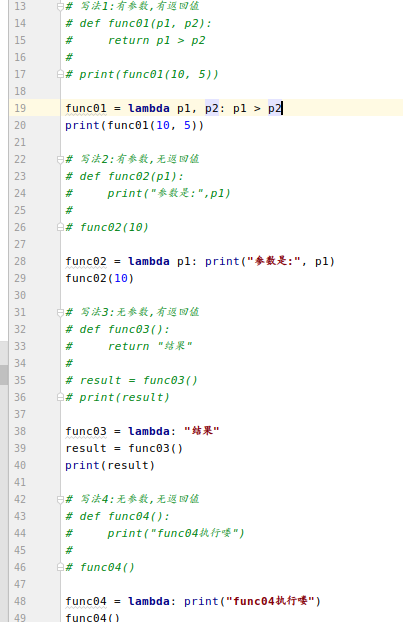 13 # 写法1:有参数,有返回值
14 # def func01(p1, p2):
15 #     return p1 > p2
16 #
17 # print(func01(10, 5))
18
19 func01 = lambda p1, p2: p1 > p2
20 print(func01(10, 5))
21
22 # 写法2:有参数,无返回值
23 # def func02(p1):
24 #     print("参数是:",p1)
25 #
26 # func02(10)
27
28 func02 = lambda p1: print("参数是:", p1)
29 func02(10)
30
31 # 写法3:无参数,有返回值
32 # def func03():
33 #     return "结果"
34 #
35 # result = func03()
36 # print(result)
37
38 func03 = lambda: "结果"
39 result = func03()
40 print(result)
41
42 # 写法4:无参数,无返回值
43 # def func04():
44 #     print("func04执行喽")
45 #
46 # func04()
47
48 func04 = lambda: print("func04执行喽")
49 func04()